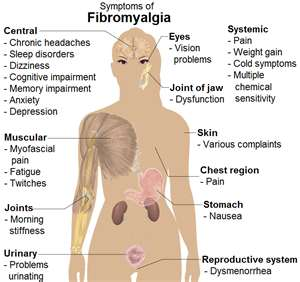 Symptoms of
Fibromyalgia
Central
- Chronic headaches
- Sleep disorders
- Dizziness
- Cognitive impairment
- Memory impairment
- Anxiety
- Depression
Eyes
- Vision
problems
Joint of jaw
- Dysfunction
Systemic
- Pain
- Weight gain
- Cold symptoms
- Multiple
chemical
sensitivity
Muscular
- Myofascial
pain
- Fatigue
- Twitches
Skin
- Various complaints
Chest region
- Pain
Joints
- Morning
stiffness
Stomach
- Nausea
Urinary
- Problems
urinating
Reproductive system
- Dysmenorrhea